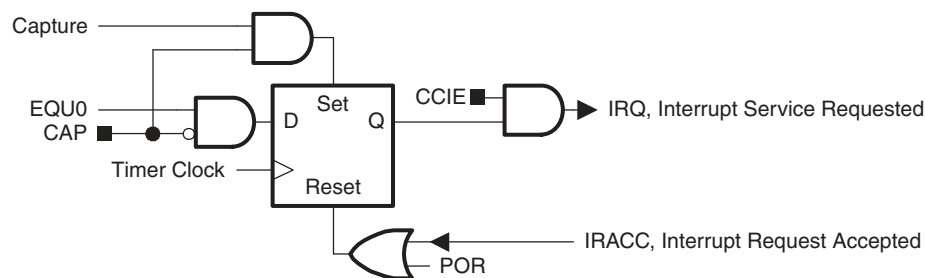 Capture
EQU0
CAP
Timer Clock
Set
D
Q
Reset
CCIE
IRQ, Interrupt Service Requested
IRACC, Interrupt Request Accepted
POR